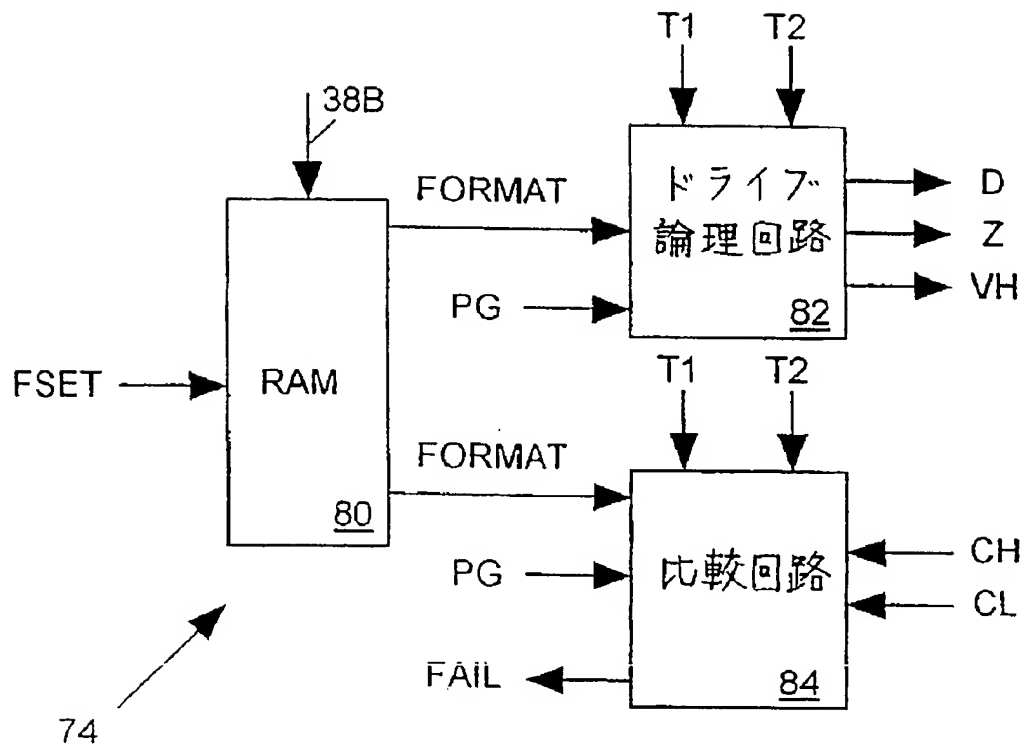 T1
T2
38B
FORMAT
ドライブ
論理回路
82
D
Z
VH
PG
FSET
RAM
80
T1
T2
FORMAT
PG
比較回路
84
CH
CL
FAIL
74